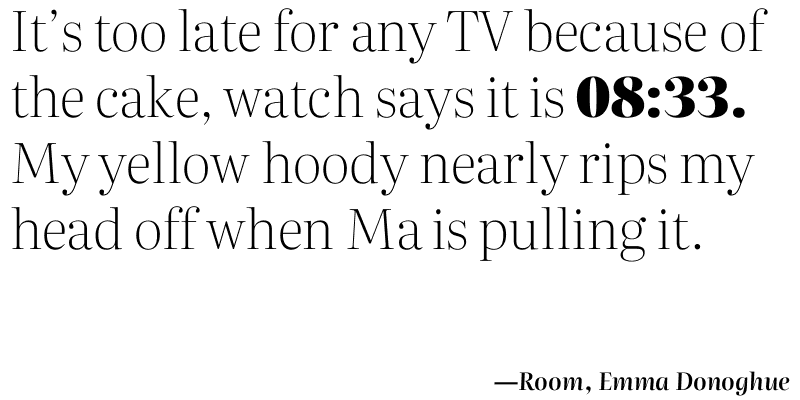 It’s too late for any TV because of
the cake, watch says it is 08:33.
My yellow hoody nearly rips my
head off when Ma is pulling it.
—Room, Emma Donoghue